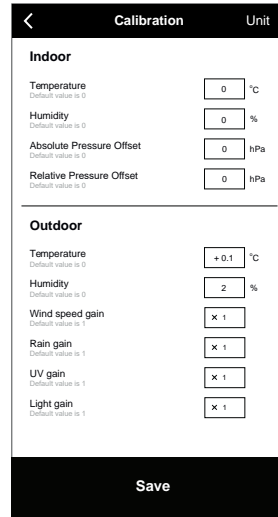 Calibration Unit
Indoor
Temperature 0 °C
Default value is 0
Humidity 0 %
Default value is 0
Absolute Pressure Offset 0 hPa
Default value is 0
Relative Pressure Offset 0 hPa
Default value is 0
Outdoor
Temperature + 0.1 °C
Default value is 0
Humidity 2 %
Default value is 0
Wind speed gain × 1
Default value is 1
Rain gain × 1
Default value is 1
UV gain × 1
Default value is 1
Light gain × 1
Default value is 1
Save